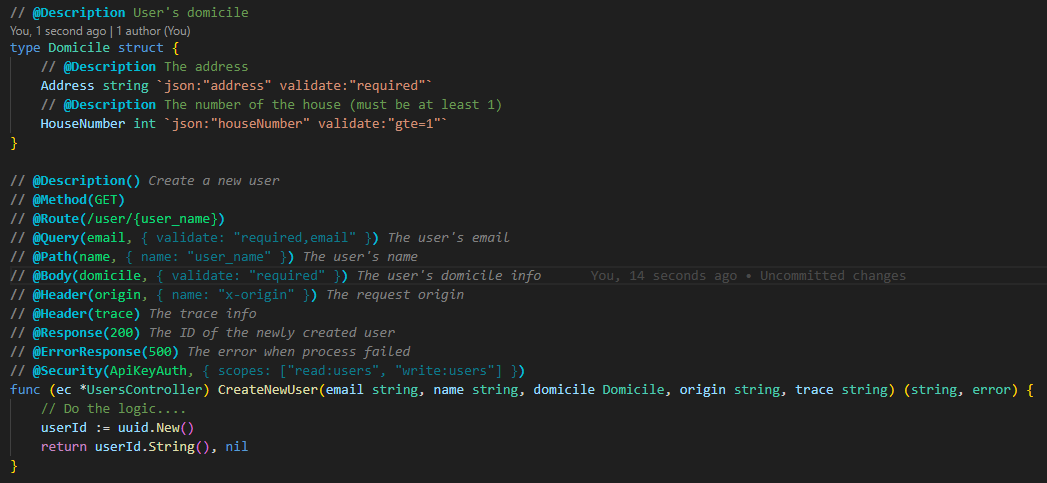 // @Description User's domicile
You, 1 second ago | 1 author (You)
type Domicile struct {
    // @Description The address
    Address string `json:"address" validate:"required"`
    // @Description The number of the house (must be at least 1)
    HouseNumber int `json:"houseNumber" validate:"gte=1"`
}

// @Description() Create a new user
// @Method(GET)
// @Route(/user/{user_name})
// @Query(email, { validate: "required,email" }) The user's email
// @Path(name, { name: "user_name" }) The user's name
// @Body(domicile, { validate: "required" }) The user's domicile info You, 14 seconds ago • Uncommitted changes
// @Header(origin, { name: "x-origin" }) The request origin
// @Header(trace) The trace info
// @Response(200) The ID of the newly created user
// @ErrorResponse(500) The error when process failed
// @Security(ApiKeyAuth, { scopes: ["read:users", "write:users"] })
func (ec *UsersController) CreateNewUser(email string, name string, domicile Domicile, origin string, trace string) (string, error) {
    // Do the logic....
    userId := uuid.New()
    return userId.String(), nil
}